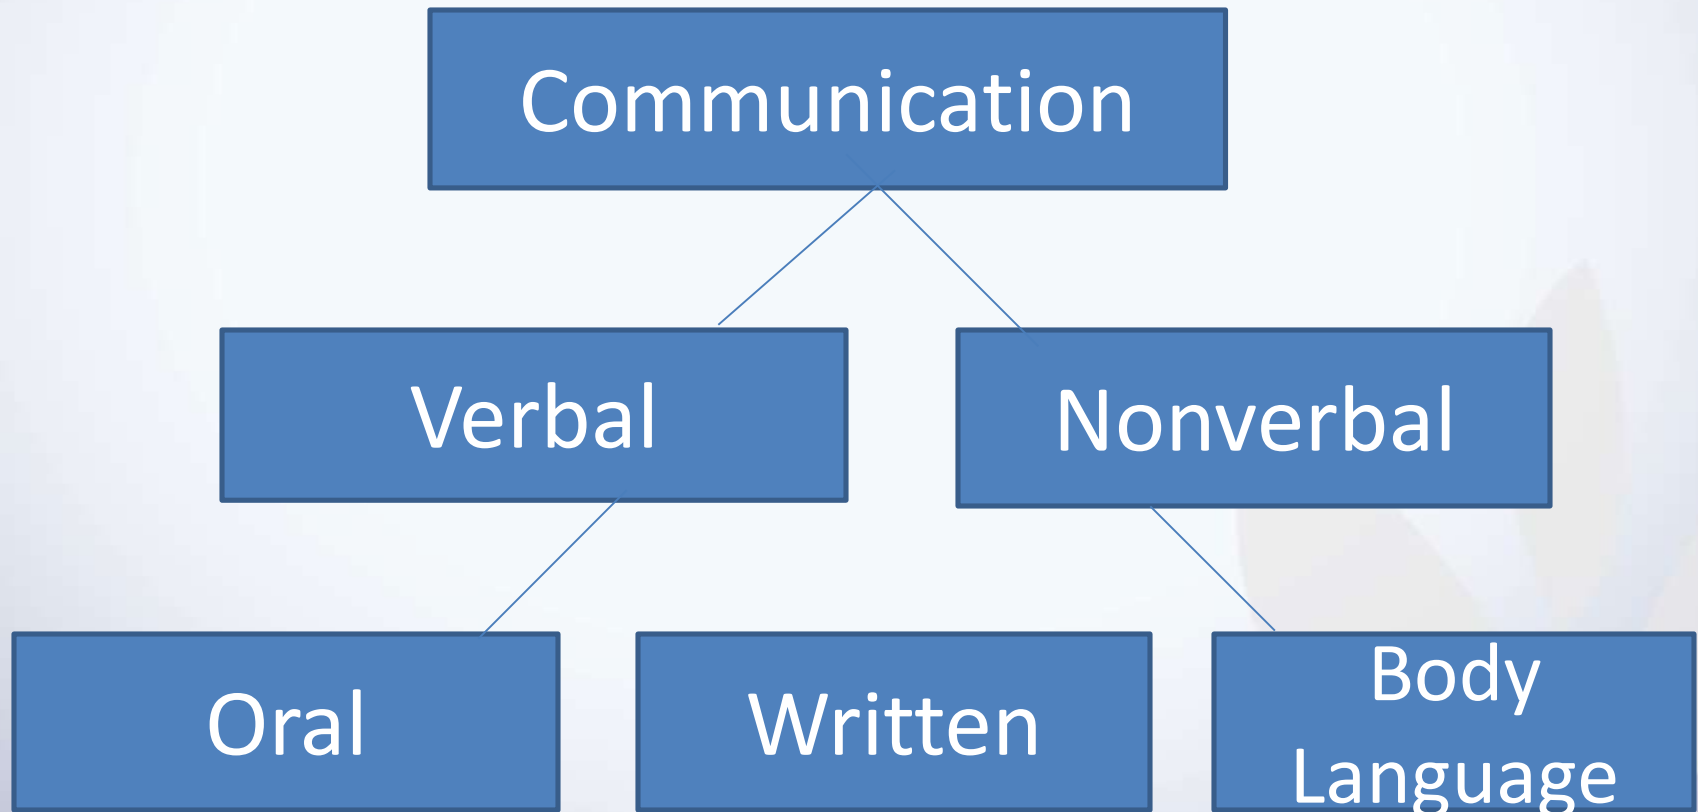 Communication
Verbal
Nonverbal
Oral
Written
Body
Language